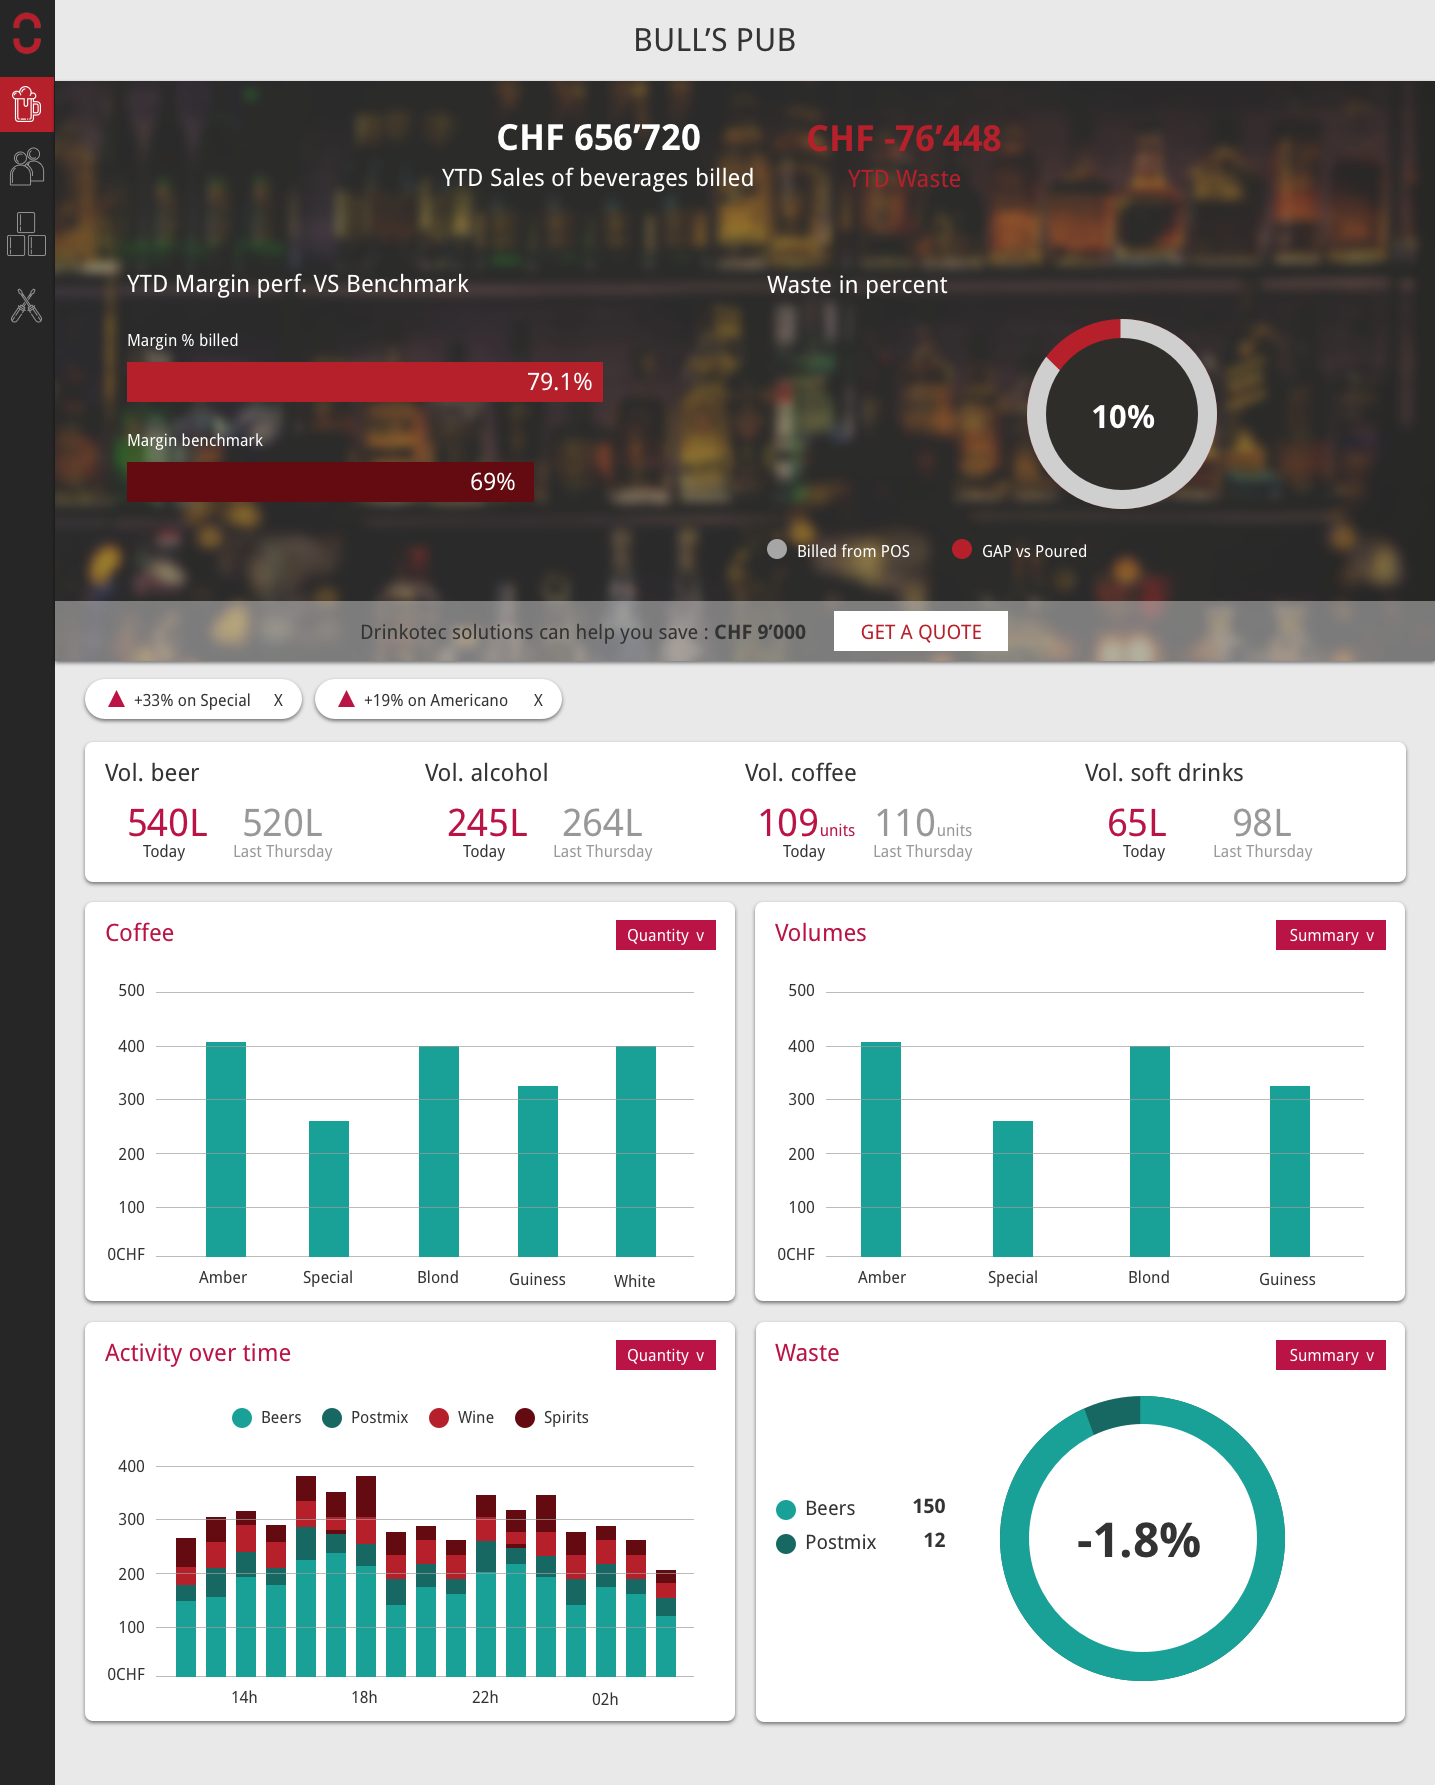 BULL’S PUB
CHF 656’720
CHF -76’448
YTD Sales of beverages billed
YTD Waste
YTD Margin perf. VS Benchmark
Margin % billed
79.1%
Margin benchmark
69%
Waste in percent
10%
Billed from POS
GAP vs Poured
Drinkotec solutions can help you save : CHF 9’000
GET A QUOTE
+33% on Special X
+19% on Americano X
Vol. beer
540L 520L
Today Last Thursday
Vol. alcohol
245L 264L
Today Last Thursday
Vol. coffee
109units 110units
Today Last Thursday
Vol. soft drinks
65L 98L
Today Last Thursday
Coffee
Quantity v
500
400
300
200
100
0CHF
Amber Special Blond Guiness White
Volumes
Summary v
500
400
300
200
100
0CHF
Amber Special Blond Guiness
Activity over time
Quantity v
Beers Postmix Wine Spirits
400
300
200
100
0CHF
14h 18h 22h 02h
Waste
Summary v
Beers 150
Postmix 12
-1.8%